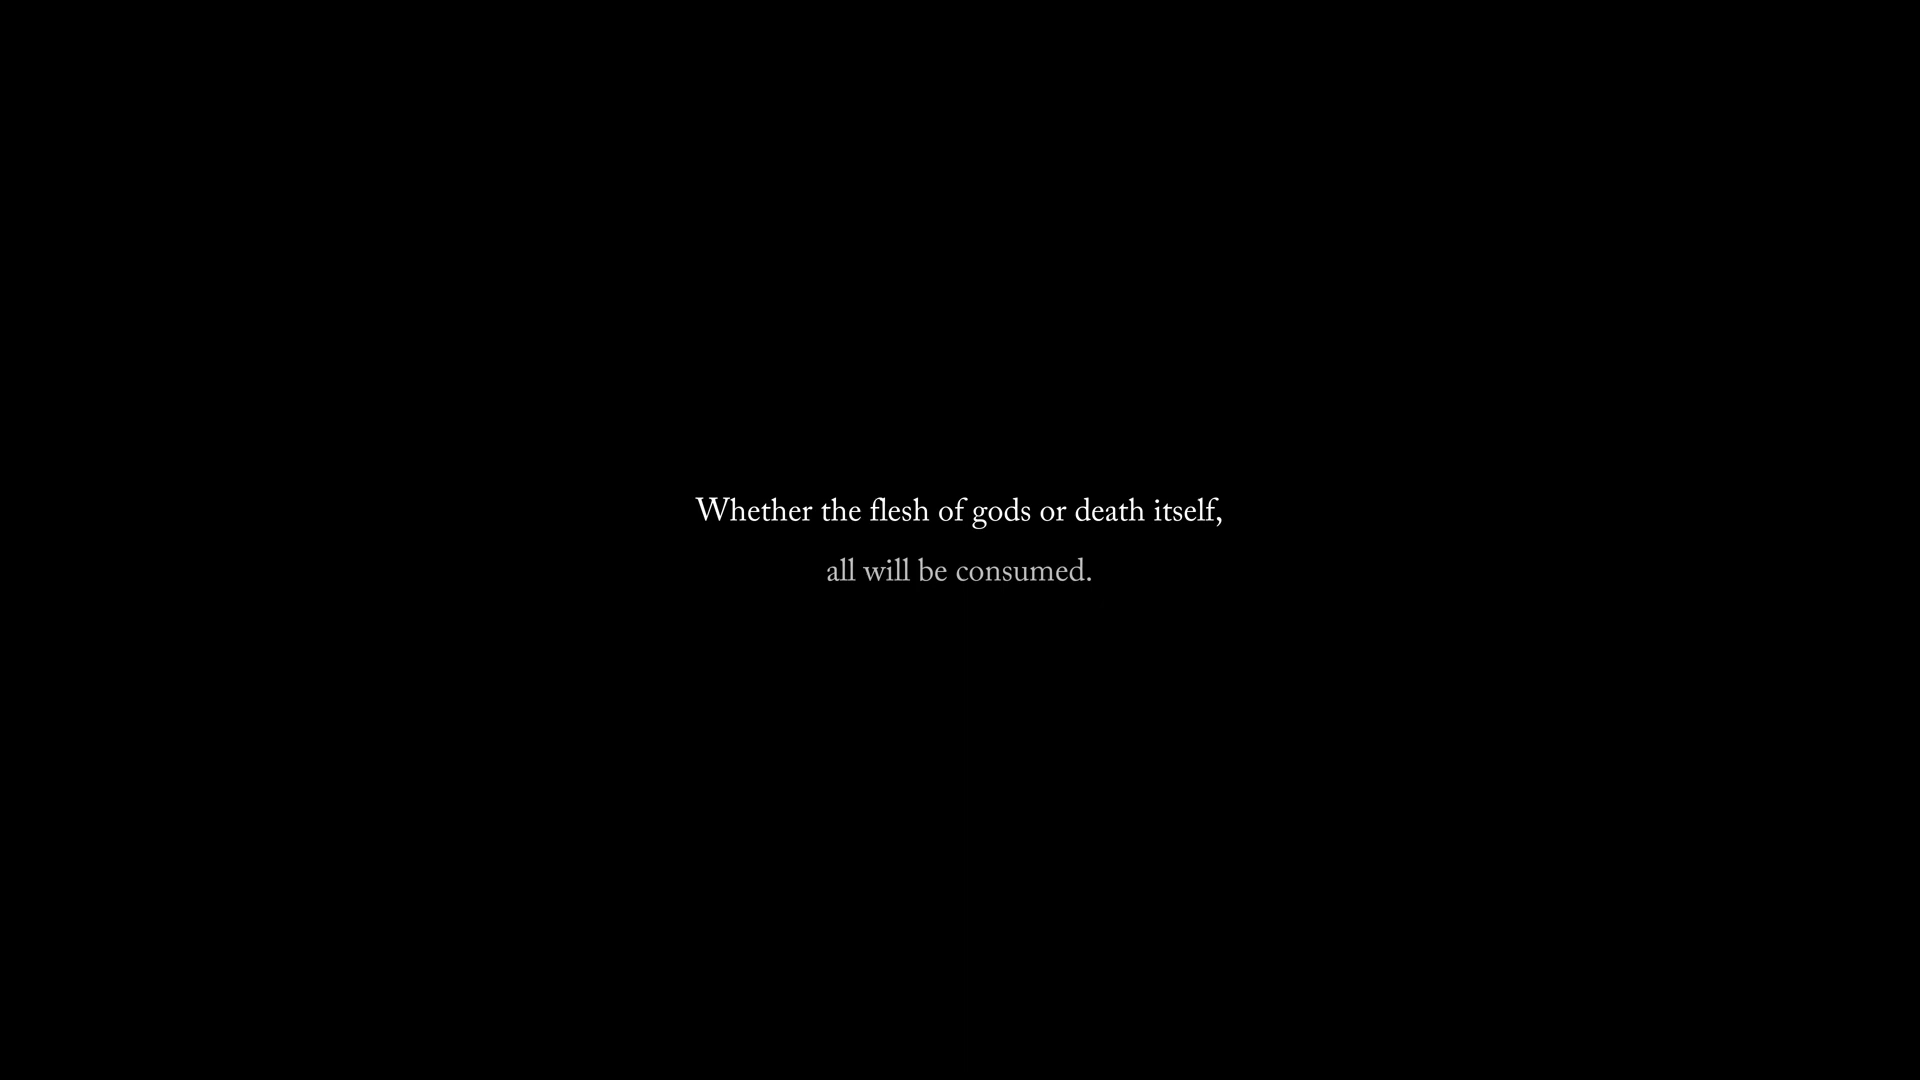 Whether the flesh of gods or death itself,
all will be consumed.